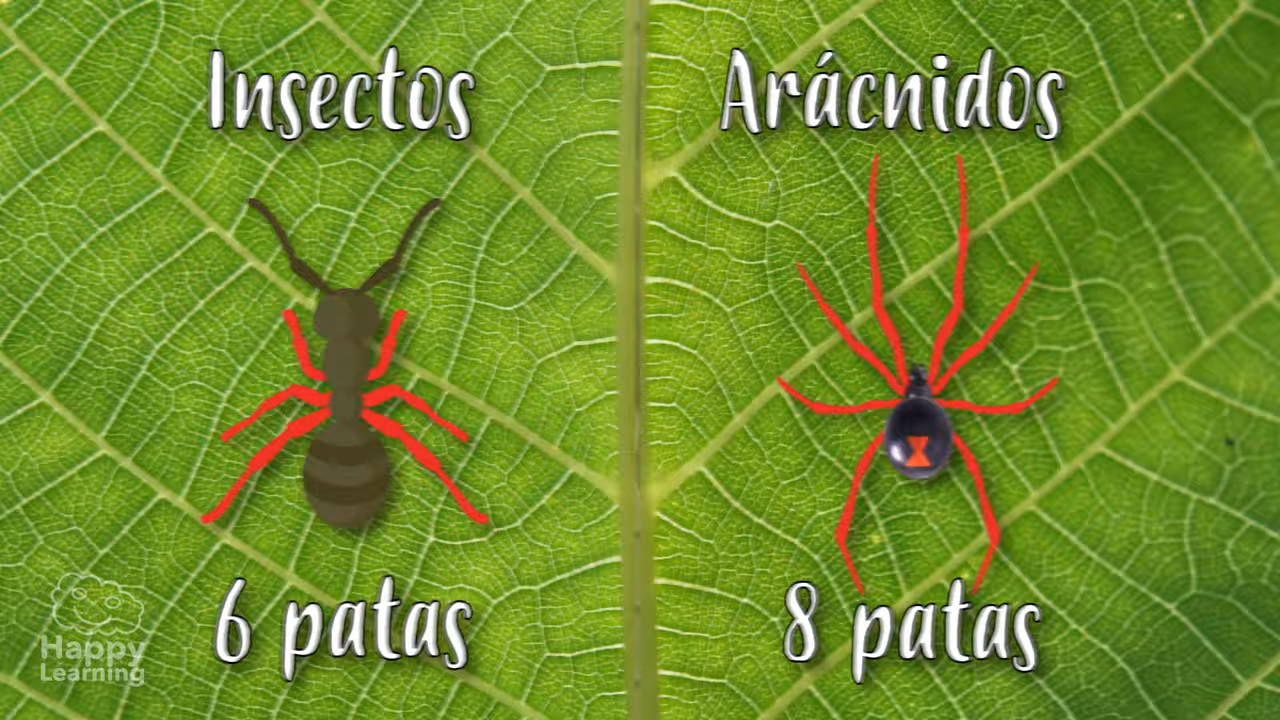 Insectos
Arácnidos
6 patas
8 patas
Happy
Learning